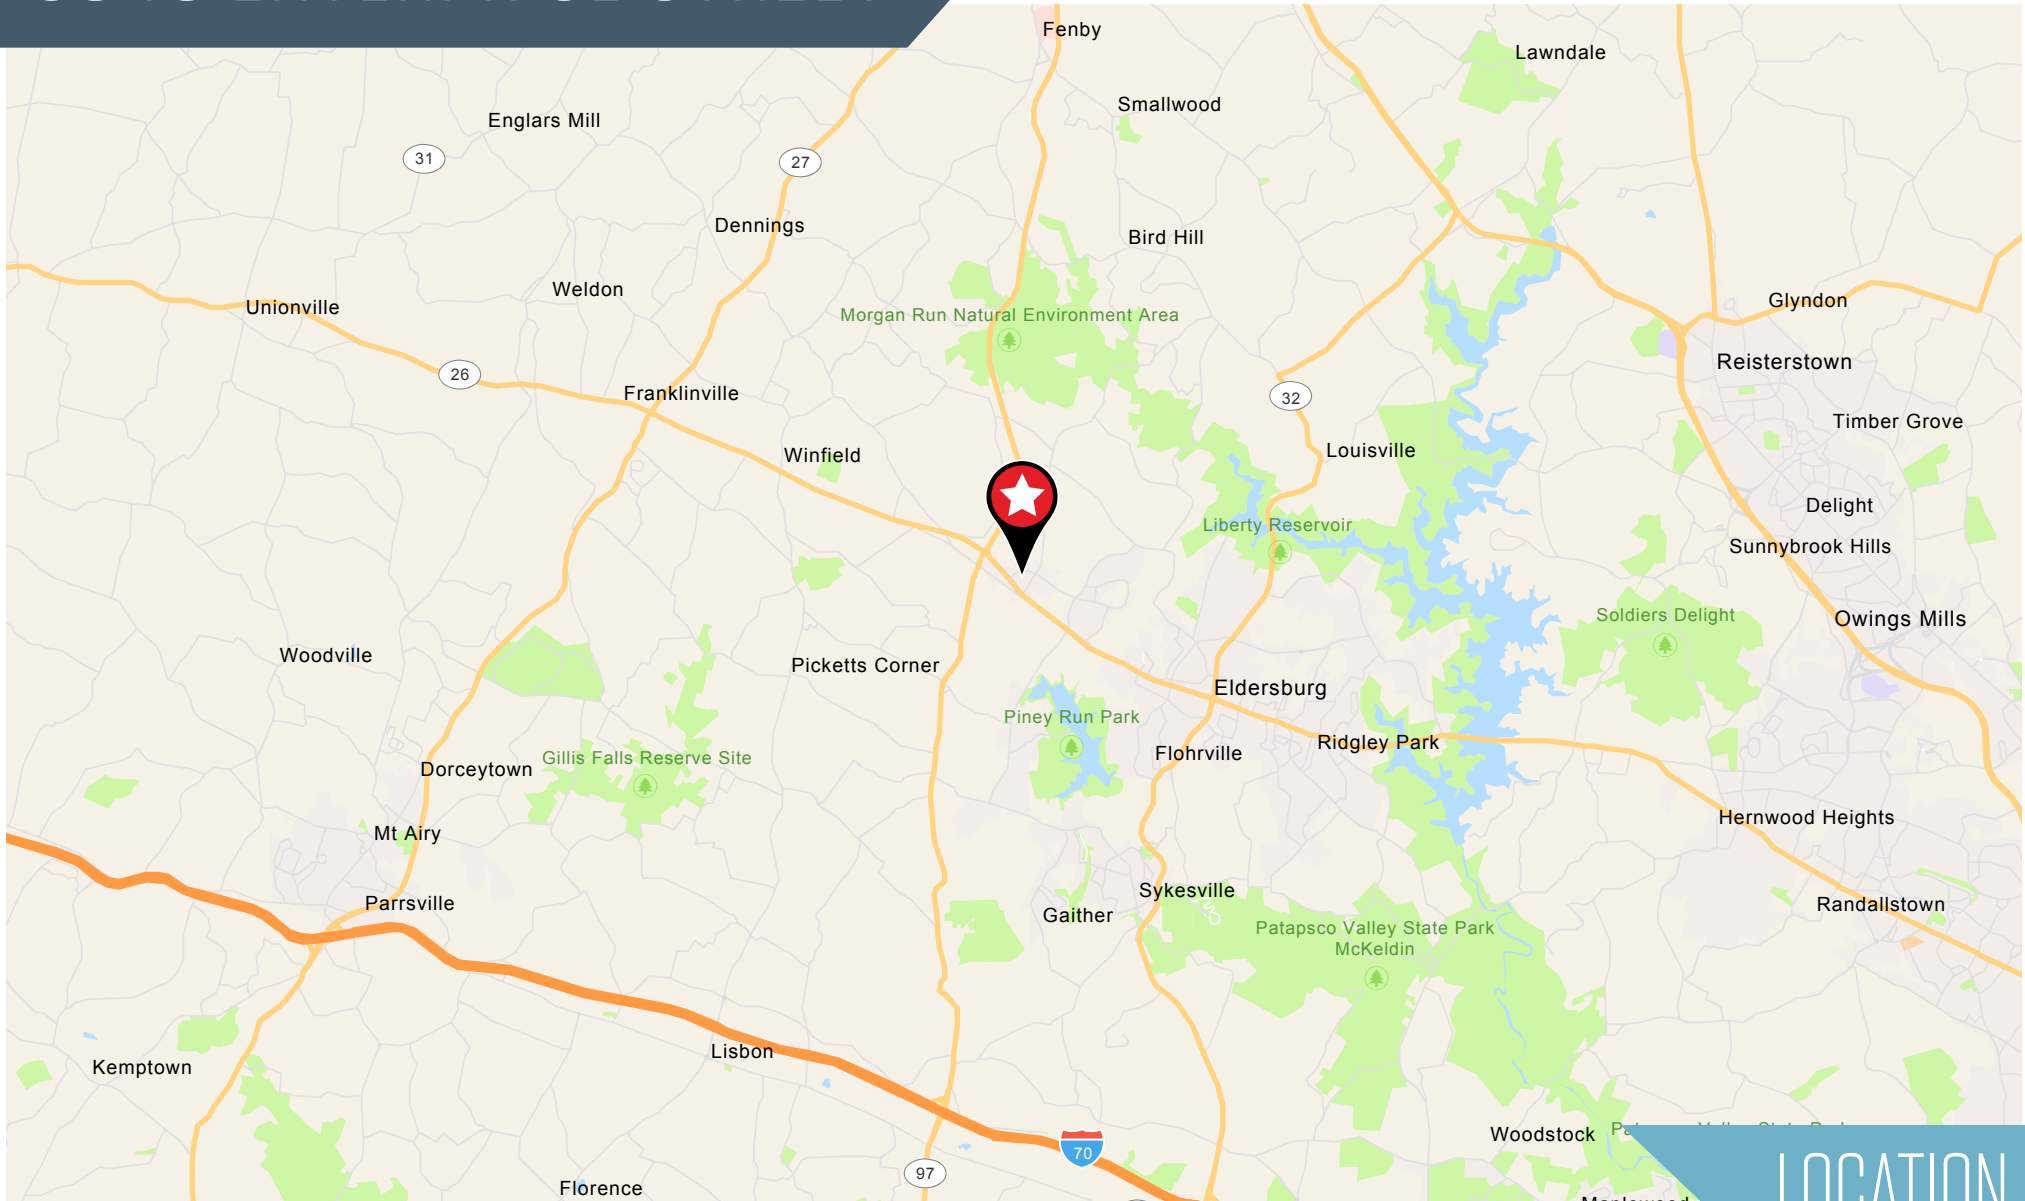 Fenby
Lawndale
Smallwood
Englars Mill
31
27
Dennings
Bird Hill
Weldon
Unionville
Glyndon
Morgan Run Natural Environment Area
Reisterstown
26
Franklinville
32
Timber Grove
Winfield
Louisville
Delight
Liberty Reservoir
Sunnybrook Hills
Soldiers Delight
Owings Mills
Woodville
Picketts Corner
Eldersburg
Piney Run Park
Ridgley Park
Flohrville
Gillis Falls Reserve Site
Dorceytown
Hernwood Heights
Mt Airy
Sykesville
Parrsville
Randallstown
Gaither
Patapsco Valley State Park
McKeldin
Lisbon
Kemptown
Woodstock
70
97
LOCATION
Florence